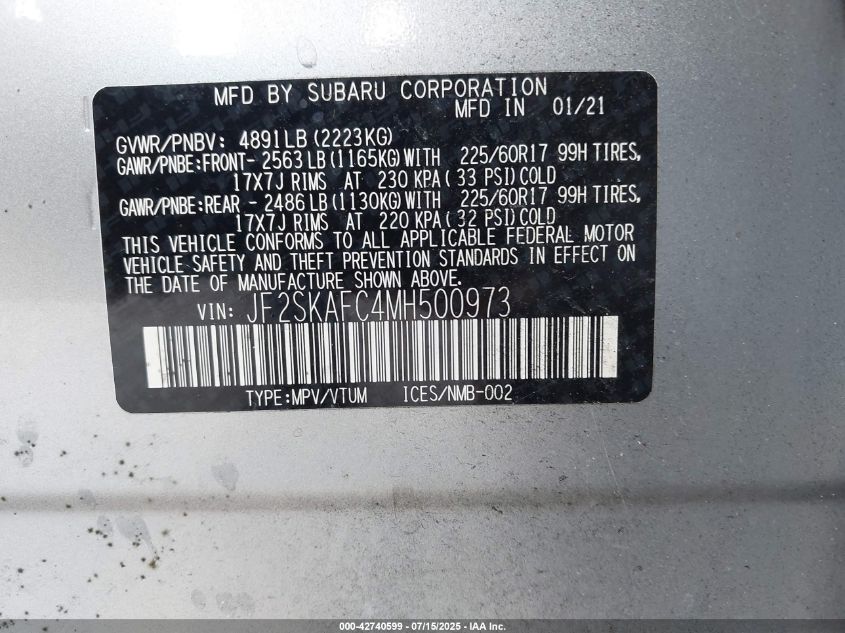 MFD BY SUBARU CORPORATION
MFD IN 01/21
GVWR/PNBV: 4891LB (2223KG)
GAWR/PNBE:FRONT- 2563 LB (1165KG) WITH 225/60R17 99H TIRES,
17X7J RIMS AT 230 KPA ( 33 PSI) COLD
GAWR/PNBE:REAR - 2486 LB (1130KG) WITH 225/60R17 99H TIRES,
17X7J RIMS AT 220 KPA ( 32 PSI) COLD
THIS VEHICLE CONFORMS TO ALL APPLICABLE FEDERAL MOTOR
VEHICLE SAFETY AND THEFT PREVENTION STANDARDS IN EFFECT ON
THE DATE OF MANUFACTURE SHOWN ABOVE.
VIN: JF2SKAFC4MH500973
TYPE:MPV/VTUM ICES/NMB-002
000-42740599 - 07/15/2025 - IAA Inc.